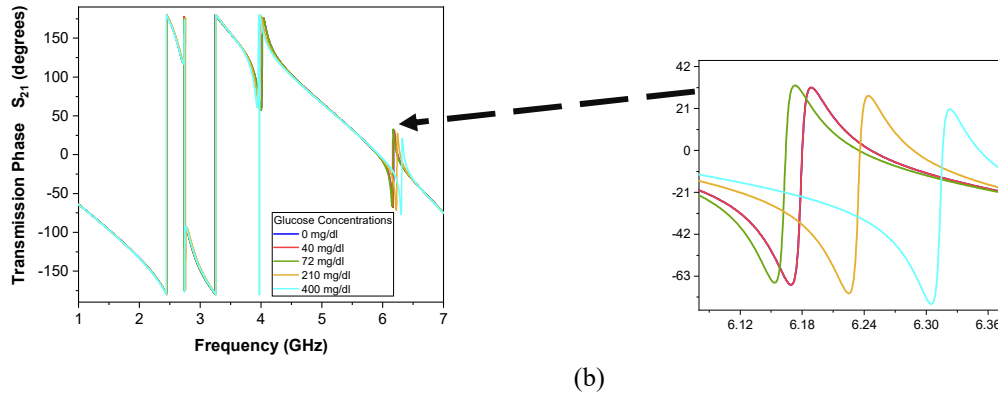 Transmission Phase S21 (degrees)
150
100
50
0
-50
-100
-150
1 2 3 4 5 6 7
Frequency (GHz)
Glucose Concentrations
0 mg/dl
40 mg/dl
72 mg/dl
210 mg/dl
400 mg/dl
42
21
0
-21
-42
-63
6.12 6.18 6.24 6.30 6.36
(b)